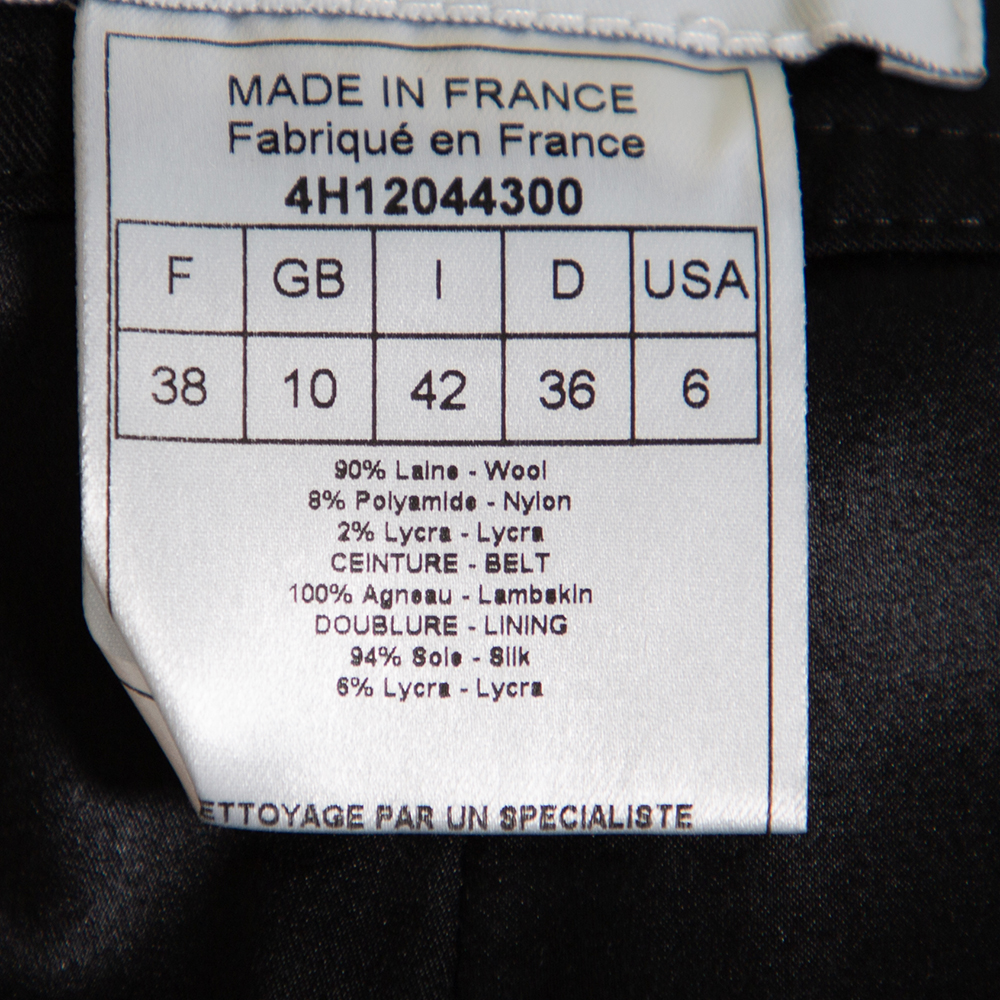 MADE IN FRANCE
Fabriqué en France
4H12044300
F GB I D USA
38 10 42 36 6
90% Laine - Wool
8% Polyamide - Nylon
2% Lycra - Lycra
CEINTURE - BELT
100% Agneau - Lambskin
DOUBLURE - LINING
94% Soie - Silk
6% Lycra - Lycra
ETTOYAGE PAR UN SPECIALISTE